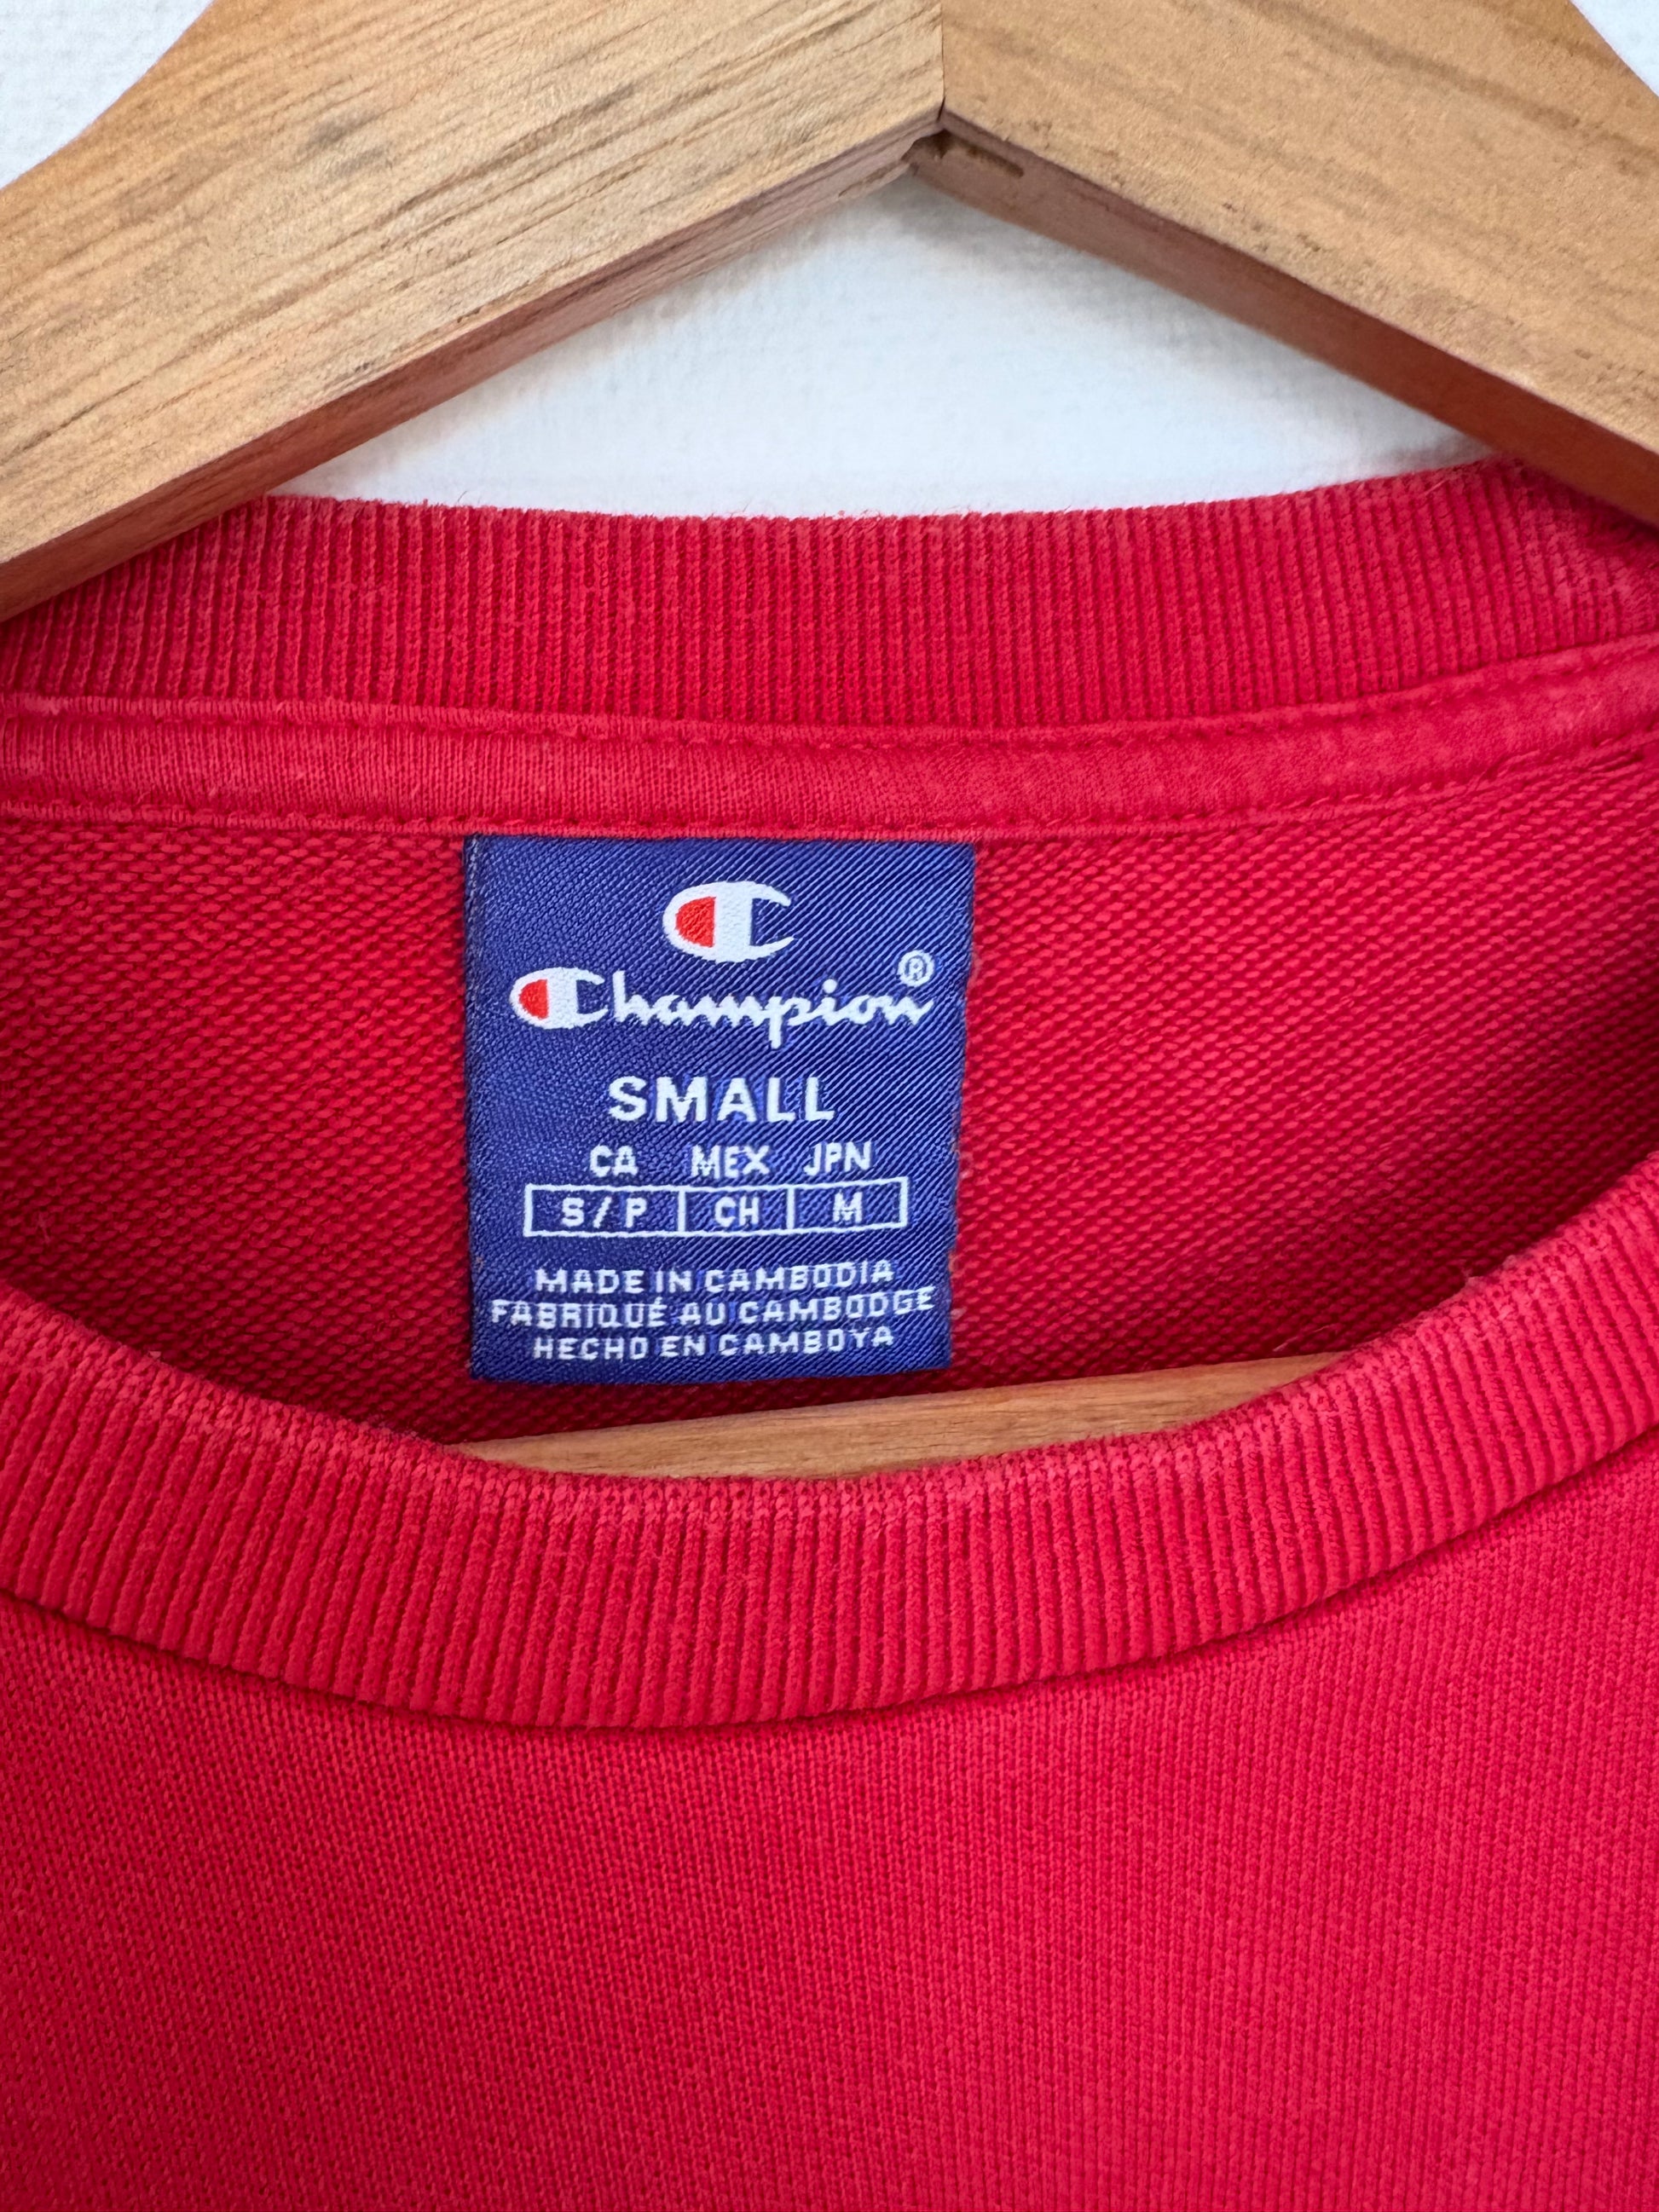 Champion®
SMALL
CA MEX JPN
S/P CH M
MADE IN CAMBODIA
FABRIQUÉ AU CAMBODGE
HECHO EN CAMBOYA